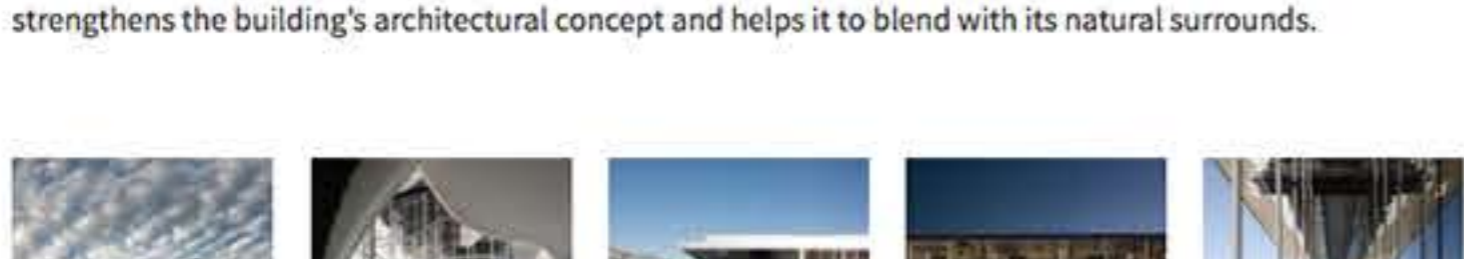 strengthens the building's architectural concept and helps it to blend with its natural surrounds.